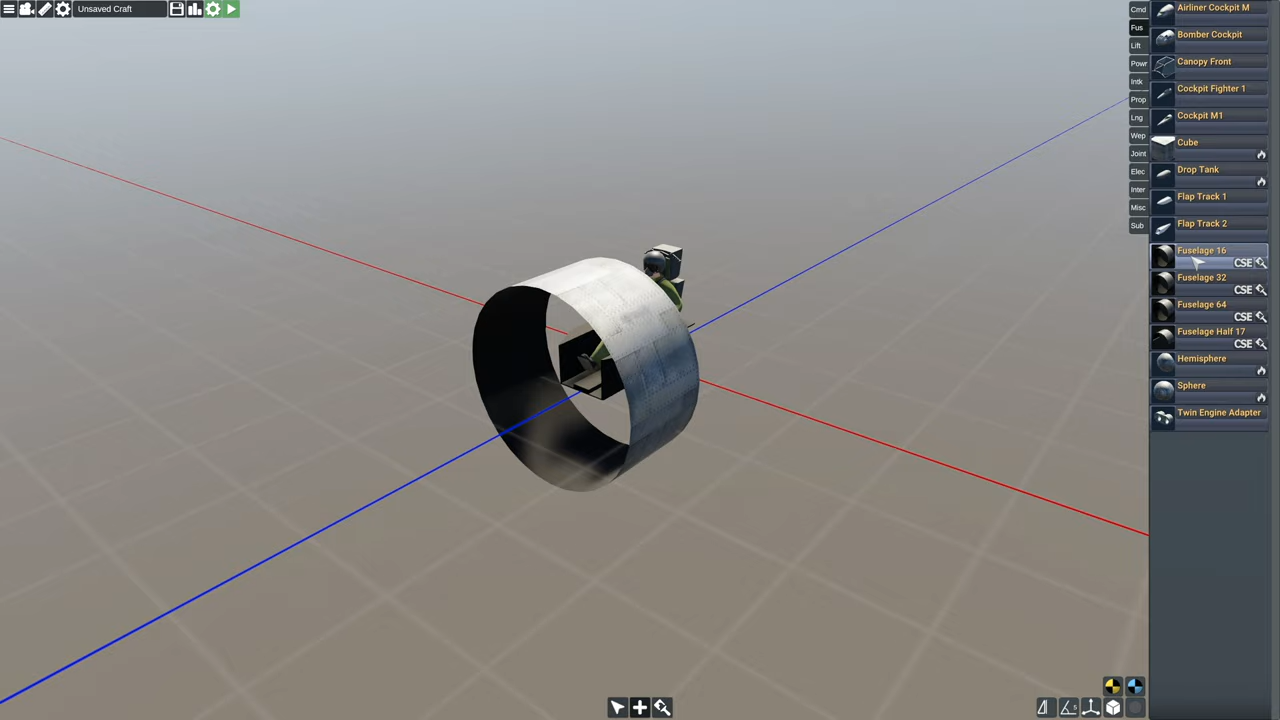 Unsaved Craft
Cmd
Fus
Lift
Powr
Intk
Prop
Lng
Wep
Joint
Elec
Inter
Misc
Sub
Airliner Cockpit M
Bomber Cockpit
Canopy Front
Cockpit Fighter 1
Cockpit M1
Cube
Drop Tank
Flap Track 1
Flap Track 2
Fuselage 16
CSE
Fuselage 32
CSE
Fuselage 64
CSE
Fuselage Half 17
CSE
Hemisphere
Sphere
Twin Engine Adapter